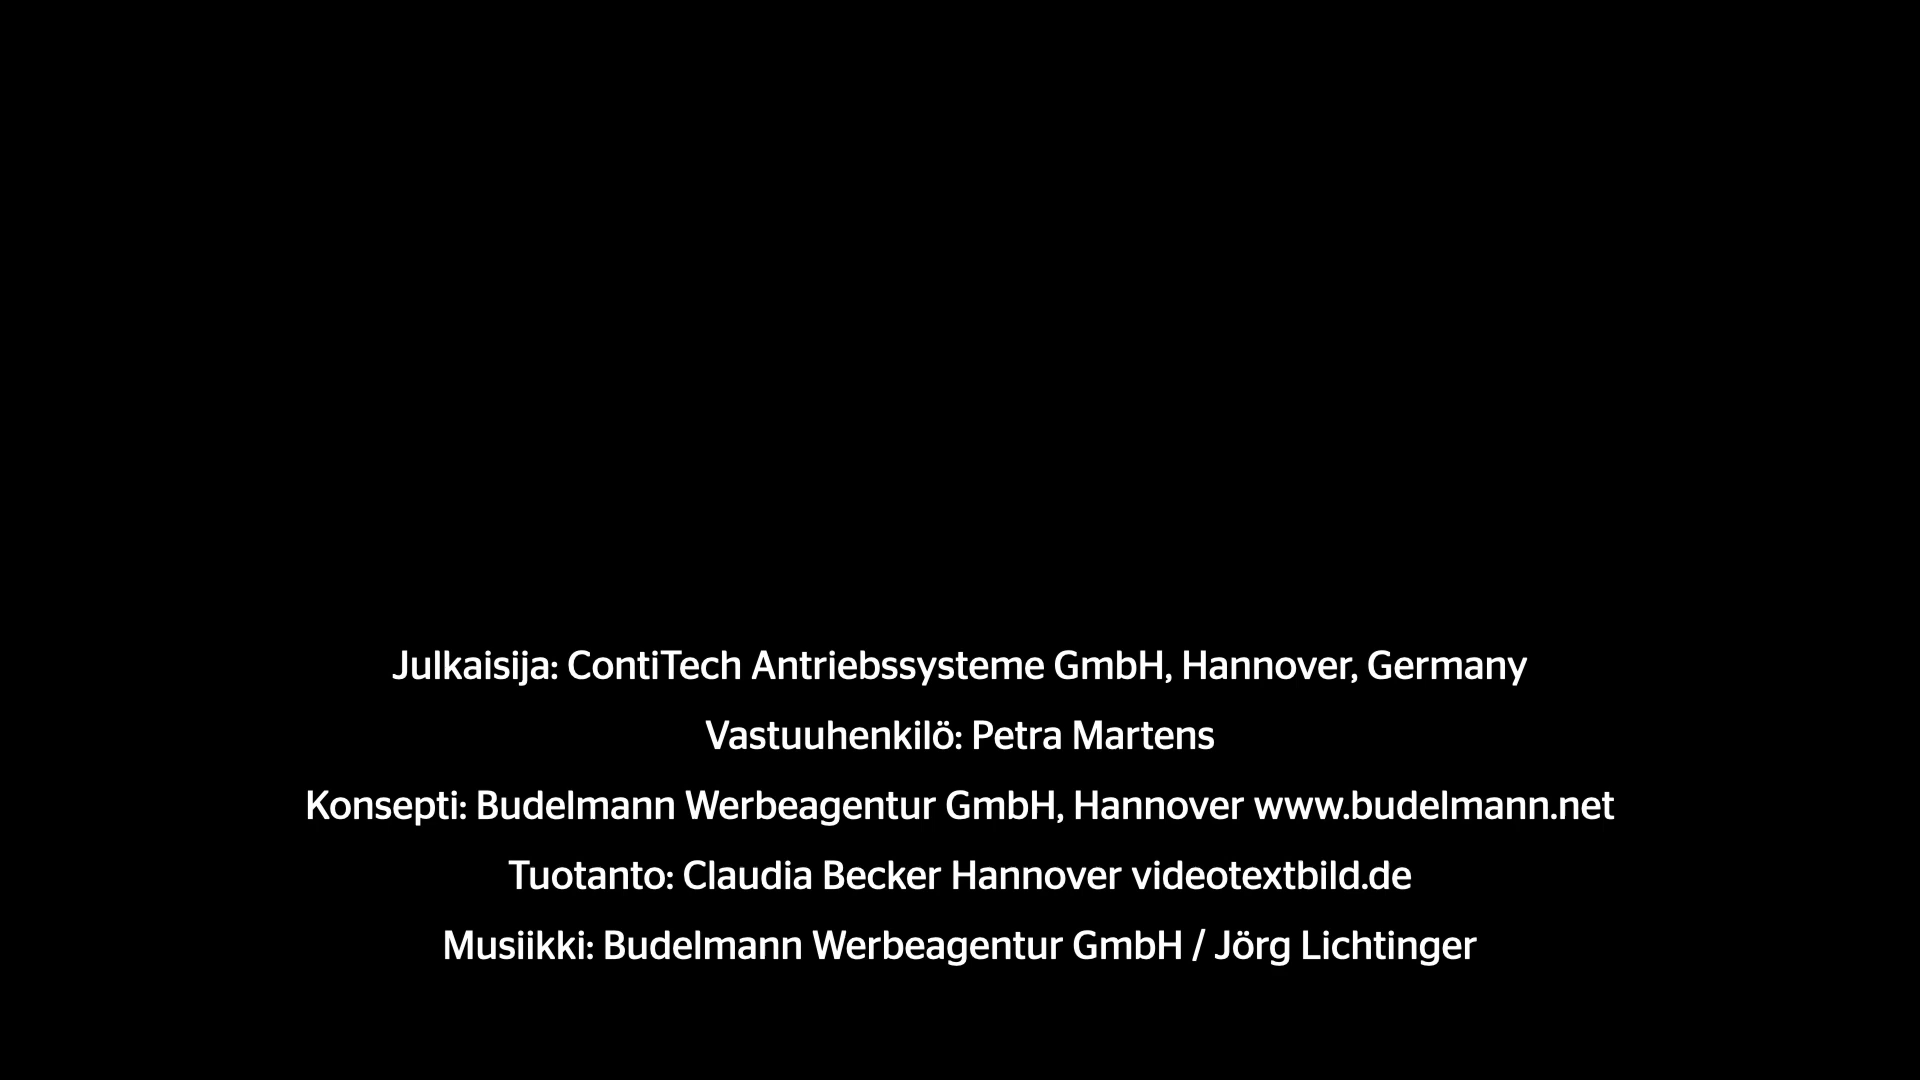 Julkaisija: ContiTech Antriebssysteme GmbH, Hannover, Germany
Vastuuhenkilö: Petra Martens
Konsepti: Budelmann Werbeagentur GmbH, Hannover www.budelmann.net
Tuotanto: Claudia Becker Hannover videotextbild.de
Musiikki: Budelmann Werbeagentur GmbH / Jörg Lichtinger